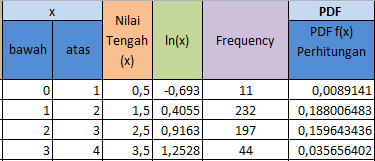 x Nilai Tengah (x) ln(x) Frequency PDF
bawah atas PDF f(x) Perhitungan
0 1 0,5 -0,693 11 0,0089141
1 2 1,5 0,4055 232 0,188006483
2 3 2,5 0,9163 197 0,159643436
3 4 3,5 1,2528 44 0,035656402